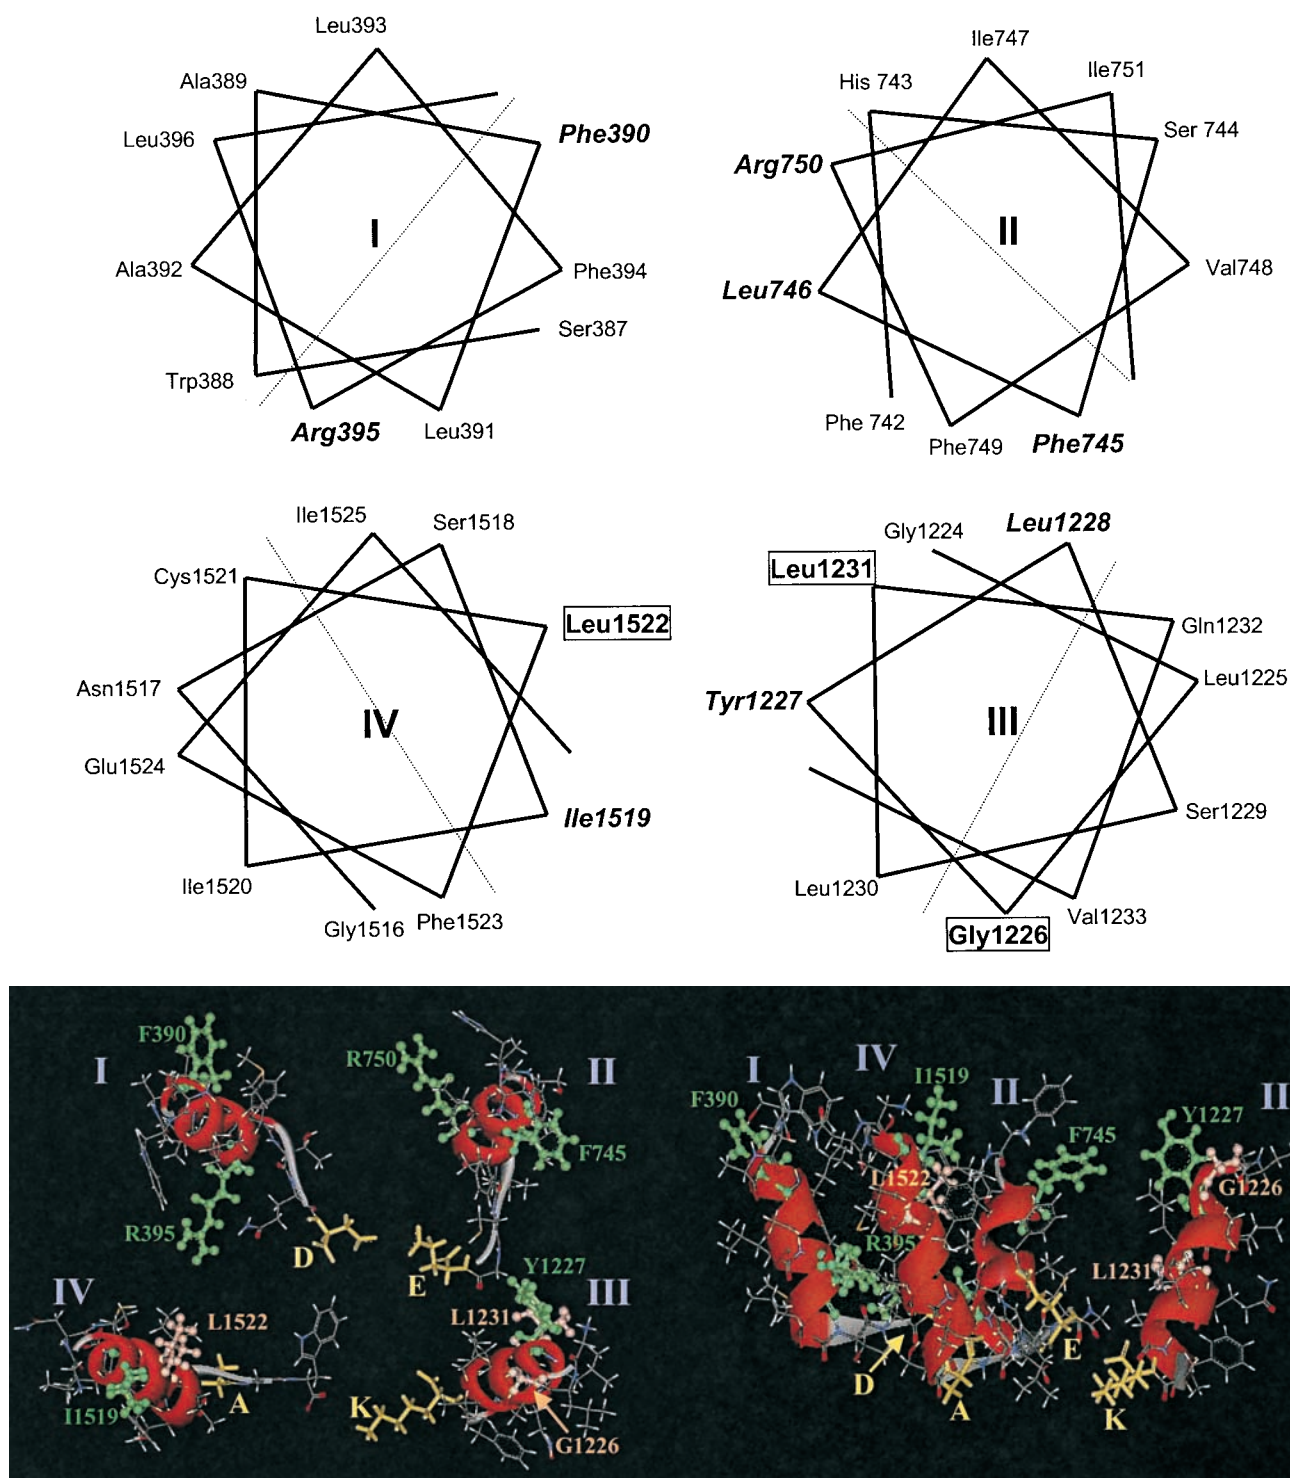 Leu393
Ala389
Phe390
Leu396
I
Ala392
Phe394
Ser387
Trp388
Arg395
Leu391
Ile747
Ile751
His 743
Ser 744
Arg750
II
Leu746
Val748
Phe 742
Phe749
Phe745
Ile1525
Ser1518
Cys1521
Leu1522
Asn1517
IV
Glu1524
Ile1519
Ile1520
Gly1516
Phe1523
Leu1228
Gly1224
Leu1231
Gln1232
Leu1225
Tyr1227
III
Ser1229
Leu1230
Val1233
Gly1226
F390
I
R750
II
F745
R395
D
E
Y1227
IV
L1522
L1231
III
A
K
I1519
G1226
I
IV
I1519
II
F390
F745
Y1227
II
L1522
G1226
R395
L1231
E
D
A
K